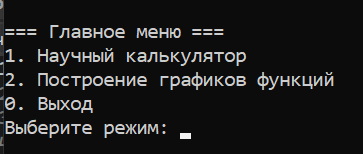 === Главное меню ===
1. Научный калькулятор
2. Построение графиков функций
0. Выход
Выберите режим: